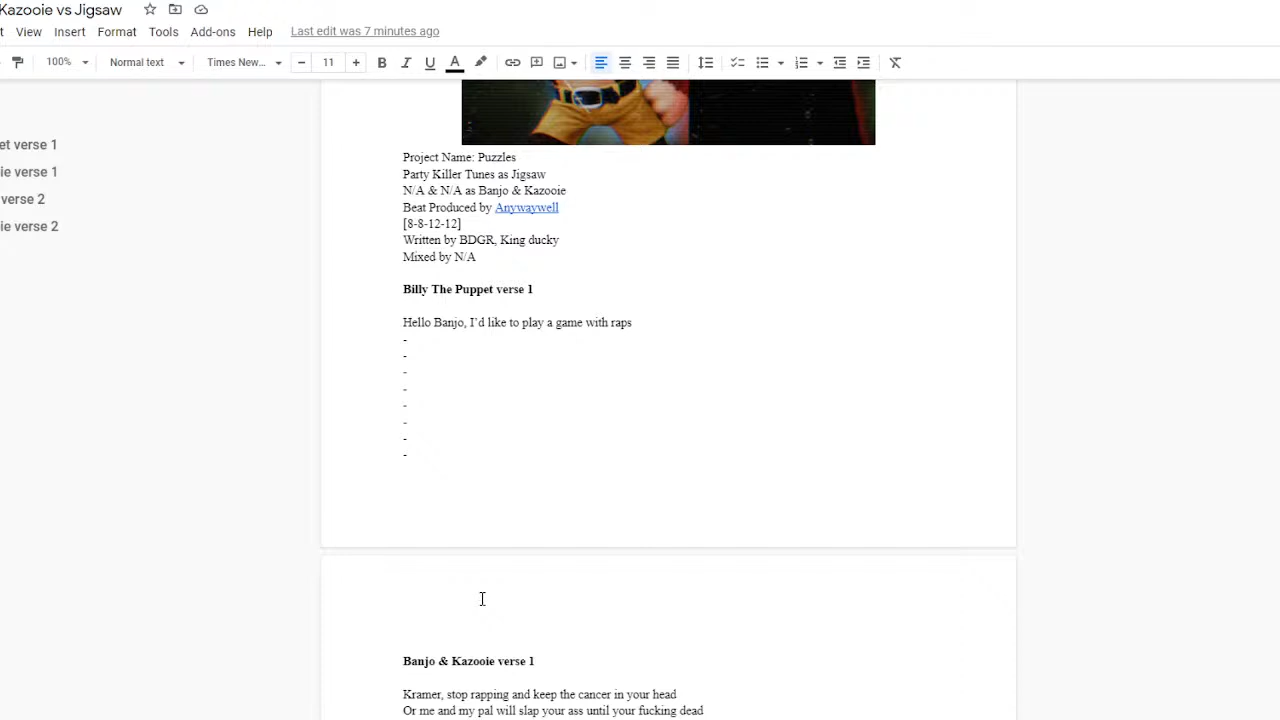 Kazooie vs Jigsaw
t View Insert Format Tools Add-ons Help Last edit was 7 minutes ago
100% Normal text Times New... − 11 + B I U A
et verse 1
ie verse 1
verse 2
ie verse 2
Project Name: Puzzles
Party Killer Tunes as Jigsaw
N/A & N/A as Banjo & Kazooie
Beat Produced by Anywaywell
[8-8-12-12]
Written by BDGR, King ducky
Mixed by N/A
Billy The Puppet verse 1
Hello Banjo, I’d like to play a game with raps
-
-
-
-
-
-
-
-
Banjo & Kazooie verse 1
Kramer, stop rapping and keep the cancer in your head
Or me and my pal will slap your ass until your fucking dead